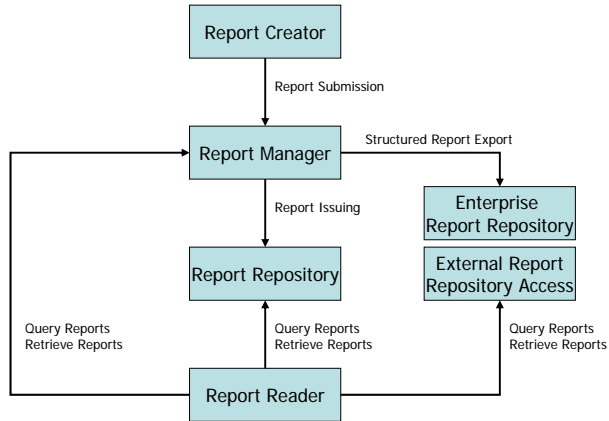 Report Creator
Report Submission
Report Manager
Structured Report Export
Report Issuing
Enterprise
Report Repository
Report Repository
External Report
Repository Access
Query Reports
Retrieve Reports
Query Reports
Retrieve Reports
Query Reports
Retrieve Reports
Report Reader